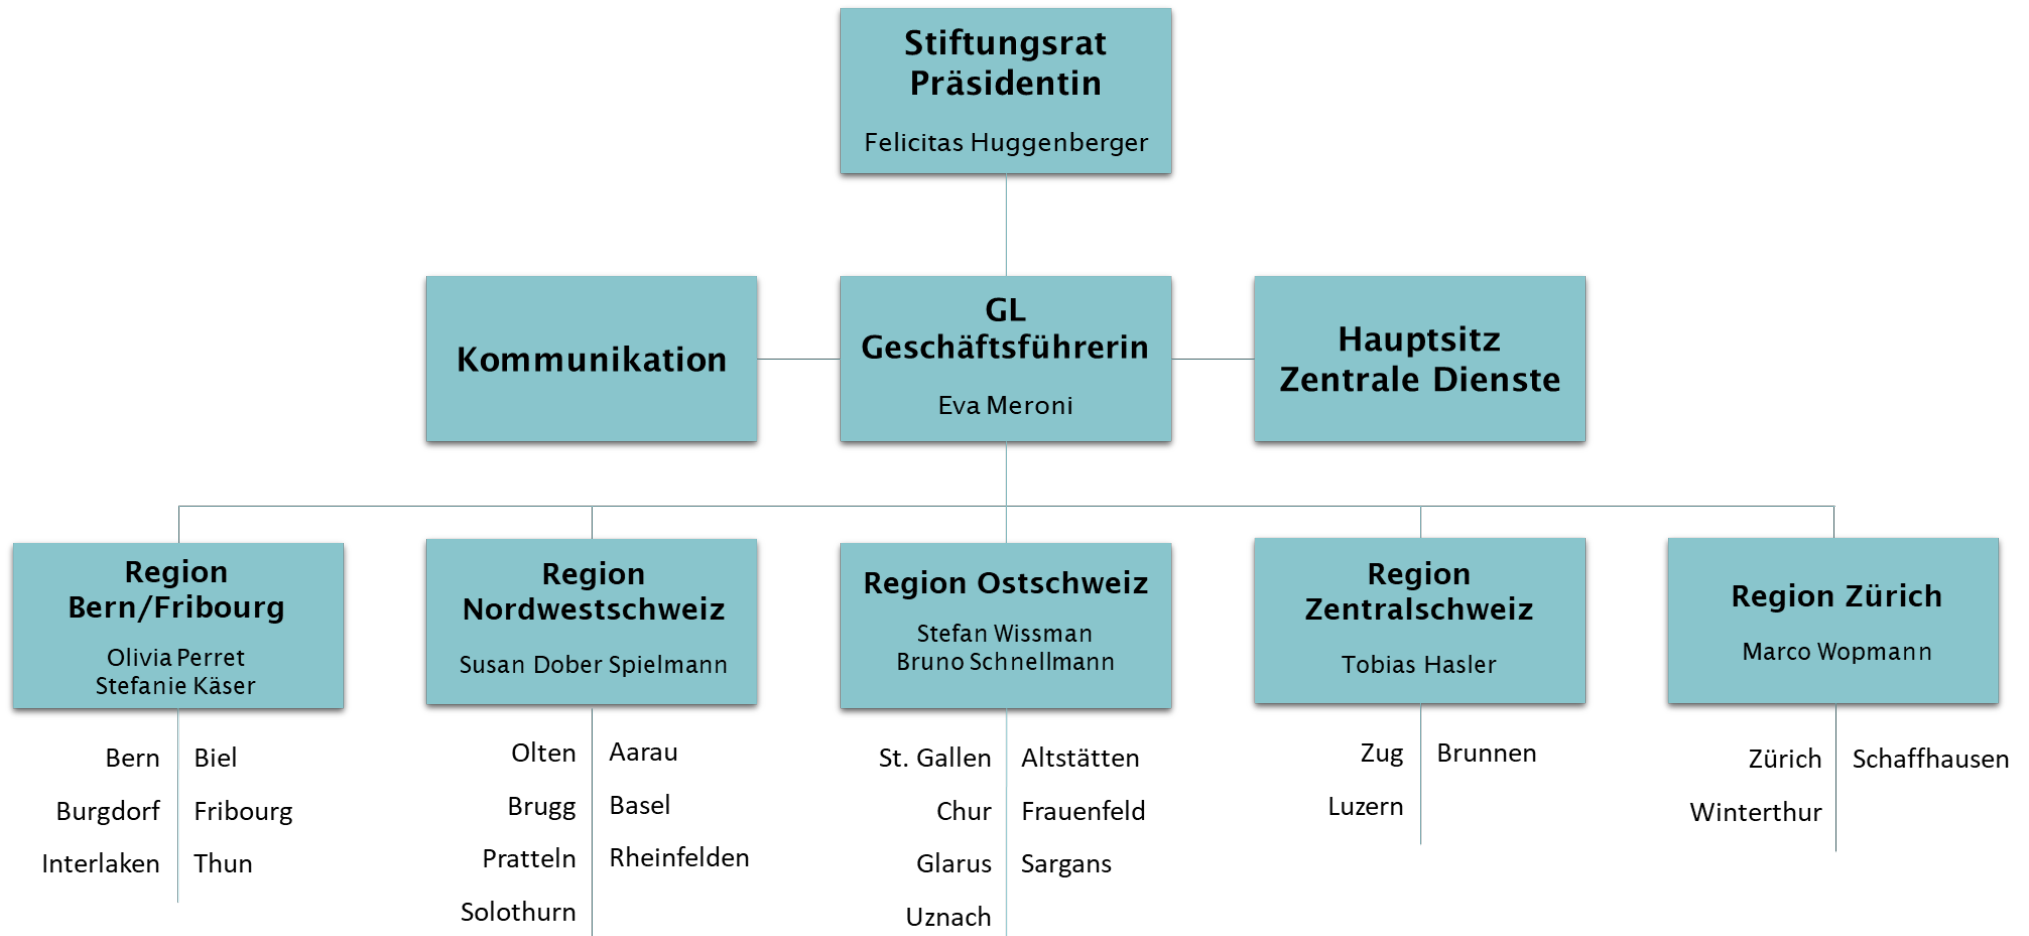 Stiftungsrat
Präsidentin
Felicitas Huggenberger
Kommunikation
GL
Geschäftsführerin
Eva Meroni
Hauptsitz
Zentrale Dienste
Region
Bern/Fribourg
Olivia Perret
Stefanie Käser
Bern Biel
Burgdorf Fribourg
Interlaken Thun
Region
Nordwestschweiz
Susan Dober Spielmann
Olten Aarau
Brugg Basel
Pratteln Rheinfelden
Solothurn
Region Ostschweiz
Stefan Wissman
Bruno Schnellmann
St. Gallen Altstätten
Chur Frauenfeld
Glarus Sargans
Uznach
Region
Zentralschweiz
Tobias Hasler
Zug Brunnen
Luzern
Region Zürich
Marco Wopmann
Zürich Schaffhausen
Winterthur